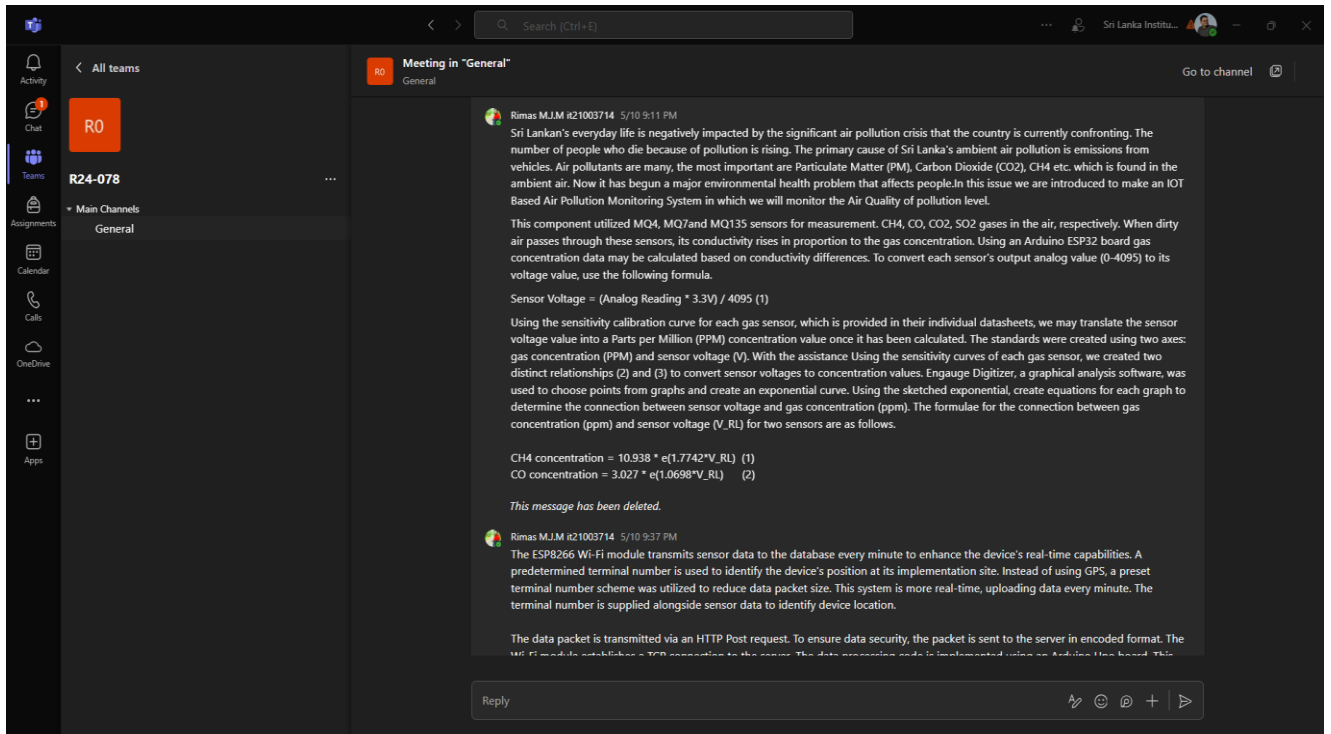 Search (Ctrl+E)
Sri Lanka Institu...
Activity
Chat
1
Teams
Assignments
Calendar
Calls
OneDrive
Apps
All teams
R0
R24-078
Main Channels
General
R0
Meeting in "General"
General
Go to channel
Rimas M.J.M it21003714 5/10 9:11 PM
Sri Lankan's everyday life is negatively impacted by the significant air pollution crisis that the country is currently confronting. The
number of people who die because of pollution is rising. The primary cause of Sri Lanka's ambient air pollution is emissions from
vehicles. Air pollutants are many, the most important are Particulate Matter (PM), Carbon Dioxide (CO2), CH4 etc. which is found in the
ambient air. Now it has begun a major environmental health problem that affects people.In this issue we are introduced to make an IOT
Based Air Pollution Monitoring System in which we will monitor the Air Quality of pollution level.
This component utilized MQ4, MQ7and MQ135 sensors for measurement. CH4, CO, CO2, SO2 gases in the air, respectively. When dirty
air passes through these sensors, its conductivity rises in proportion to the gas concentration. Using an Arduino ESP32 board gas
concentration data may be calculated based on conductivity differences. To convert each sensor's output analog value (0-4095) to its
voltage value, use the following formula.
Sensor Voltage = (Analog Reading * 3.3V) / 4095 (1)
Using the sensitivity calibration curve for each gas sensor, which is provided in their individual datasheets, we may translate the sensor
voltage value into a Parts per Million (PPM) concentration value once it has been calculated. The standards were created using two axes:
gas concentration (PPM) and sensor voltage (V). With the assistance Using the sensitivity curves of each gas sensor, we created two
distinct relationships (2) and (3) to convert sensor voltages to concentration values. Engauge Digitizer, a graphical analysis software, was
used to choose points from graphs and create an exponential curve. Using the sketched exponential, create equations for each graph to
determine the connection between sensor voltage and gas concentration (ppm). The formulae for the connection between gas
concentration (ppm) and sensor voltage (V_RL) for two sensors are as follows.
CH4 concentration = 10.938 * e(1.7742*V_RL) (1)
CO concentration = 3.027 * e(1.0698*V_RL) (2)
This message has been deleted.
Rimas M.J.M it21003714 5/10 9:37 PM
The ESP8266 Wi-Fi module transmits sensor data to the database every minute to enhance the device's real-time capabilities. A
predetermined terminal number is used to identify the device's position at its implementation site. Instead of using GPS, a preset
terminal number scheme was utilized to reduce data packet size. This system is more real-time, uploading data every minute. The
terminal number is supplied alongside sensor data to identify device location.
The data packet is transmitted via an HTTP Post request. To ensure data security, the packet is sent to the server in encoded format. The
Wi-Fi module establishes a TCP connection to the server. The data processing code is implemented using an Arduino Uno board. This
Reply